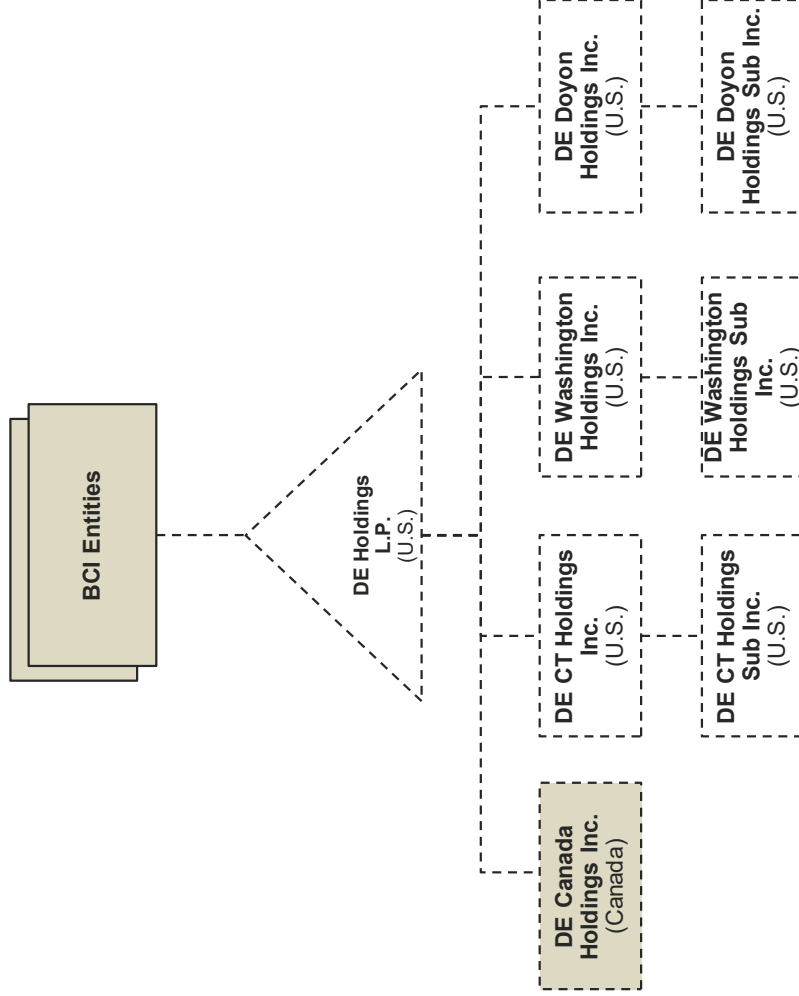 BCI Entities
DE Holdings
L.P.
(U.S.)
DE Canada
Holdings Inc.
(Canada)
DE CT Holdings
Inc.
(U.S.)
DE Washington
Holdings Inc.
(U.S.)
DE Doyon
Holdings Inc.
(U.S.)
DE CT Holdings
Sub Inc.
(U.S.)
DE Washington
Holdings Sub
Inc.
(U.S.)
DE Doyon
Holdings Sub Inc.
(U.S.)